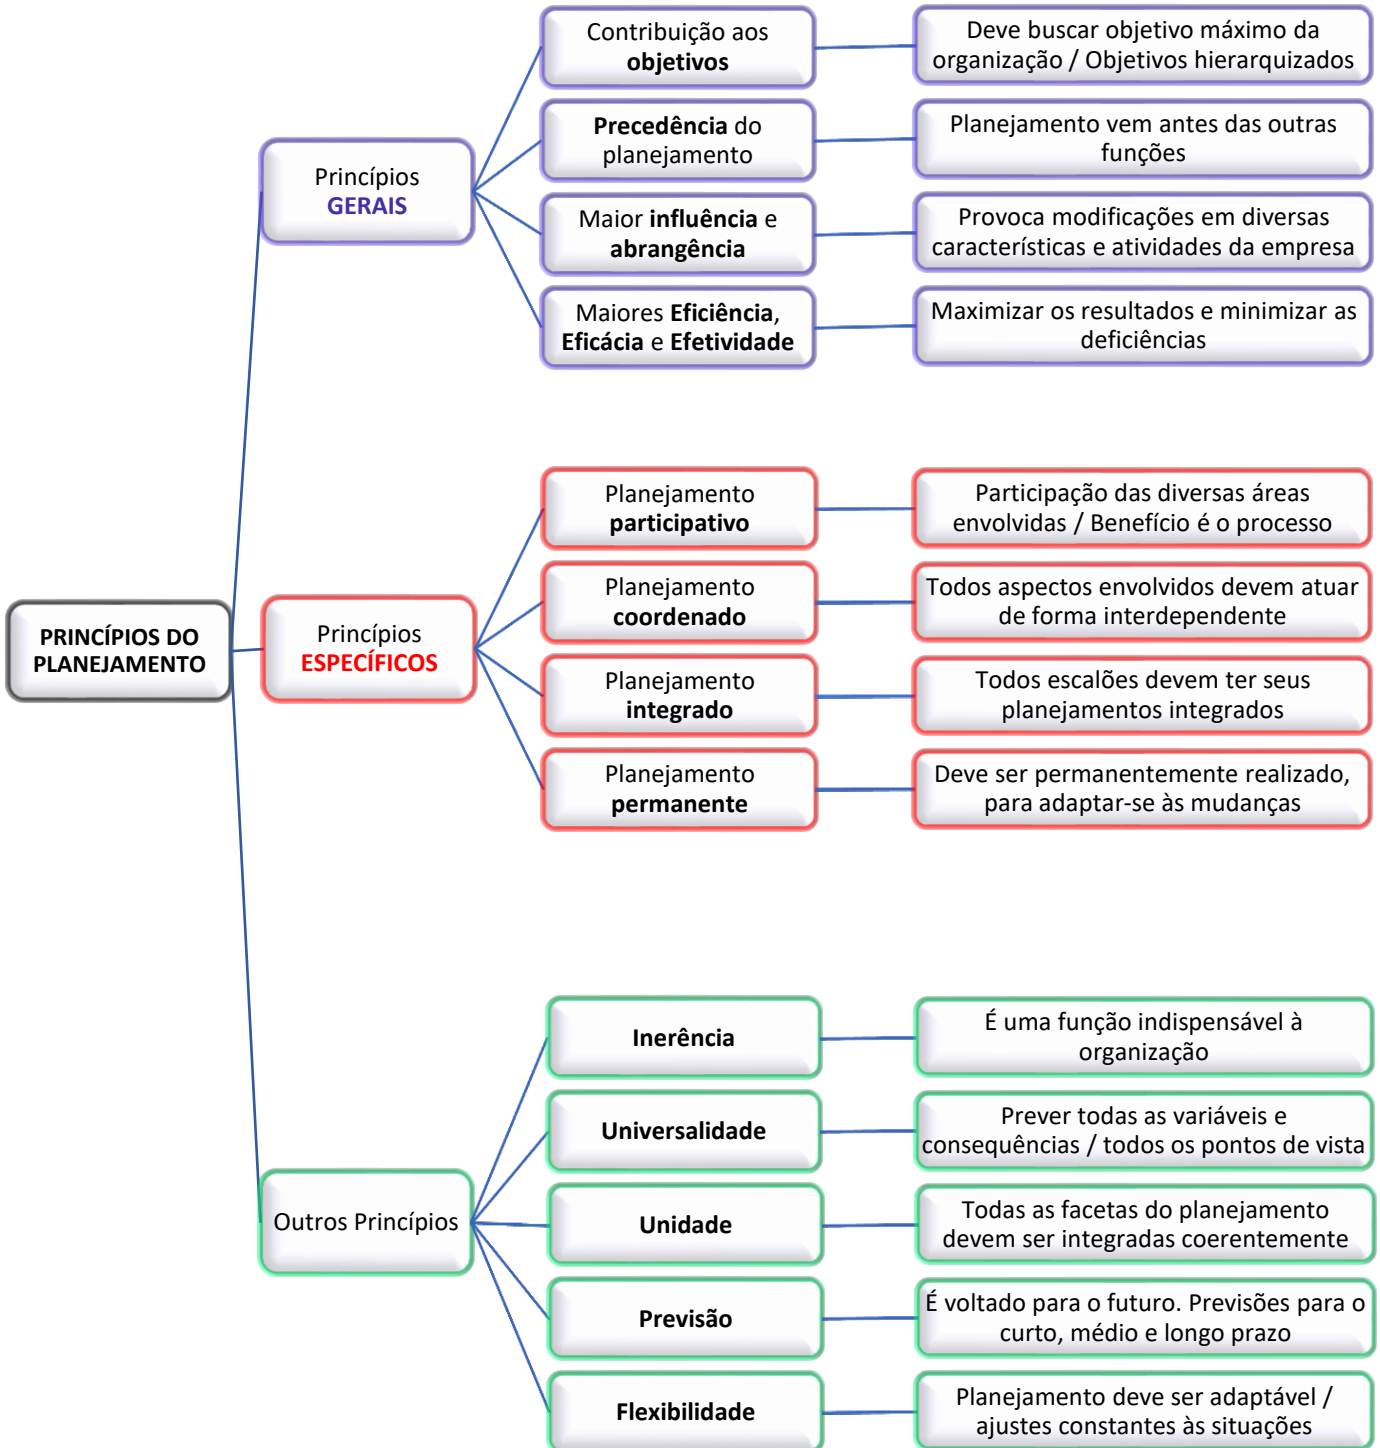 PRINCÍPIOS DO
PLANEJAMENTO
Princípios
GERAIS
Contribuição aos
objetivos
Deve buscar objetivo máximo da
organização / Objetivos hierarquizados
Precedência do
planejamento
Planejamento vem antes das outras
funções
Maior influência e
abrangência
Provoca modificações em diversas
características e atividades da empresa
Maiores Eficiência,
Eficácia e Efetividade
Maximizar os resultados e minimizar as
deficiências
Princípios
ESPECÍFICOS
Planejamento
participativo
Participação das diversas áreas
envolvidas / Benefício é o processo
Planejamento
coordenado
Todos aspectos envolvidos devem atuar
de forma interdependente
Planejamento
integrado
Todos escalões devem ter seus
planejamentos integrados
Planejamento
permanente
Deve ser permanentemente realizado,
para adaptar-se às mudanças
Outros Princípios
Inerência
É uma função indispensável à
organização
Universalidade
Prever todas as variáveis e
consequências / todos os pontos de vista
Unidade
Todas as facetas do planejamento
devem ser integradas coerentemente
Previsão
É voltado para o futuro. Previsões para o
curto, médio e longo prazo
Flexibilidade
Planejamento deve ser adaptável /
ajustes constantes às situações